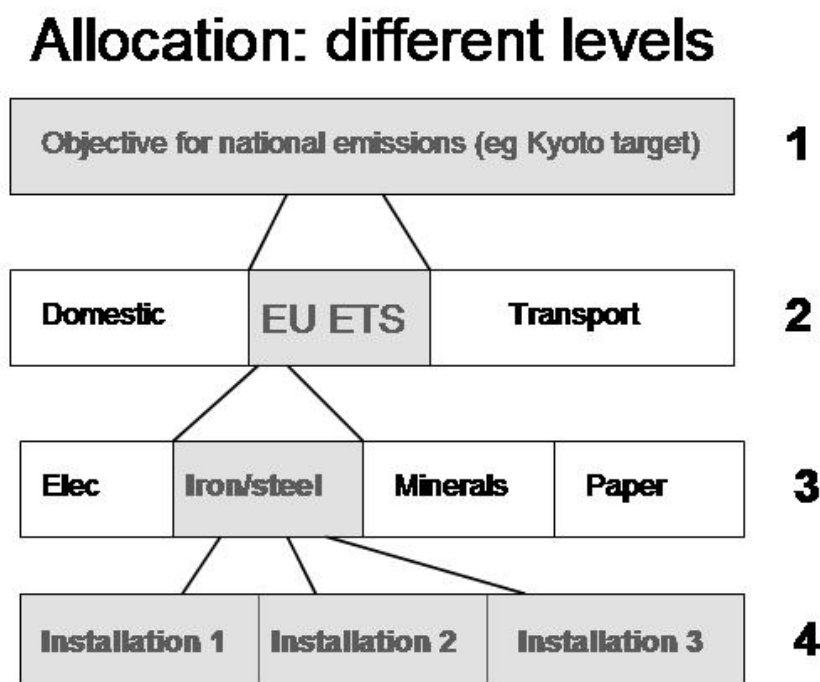 Allocation: different levels
Objective for national emissions (eg Kyoto target) 1
Domestic EU ETS Transport 2
Elec Iron/steel Minerals Paper 3
Installation 1 Installation 2 Installation 3 4